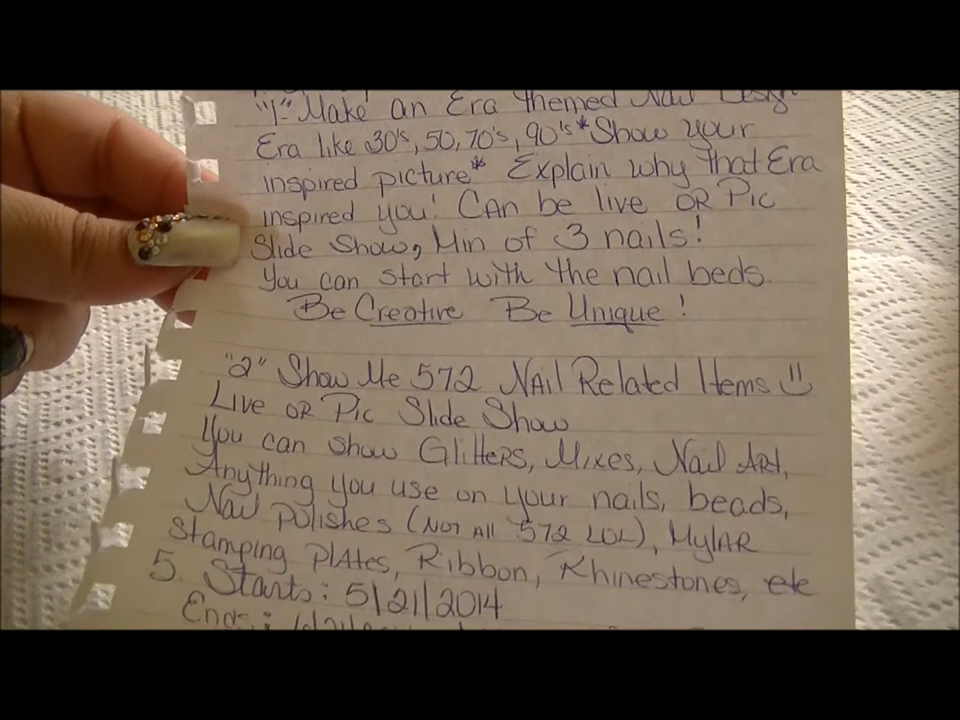 "1" Make an Era themed Nail Design
Era like 30's, 50, 70's, 90's *Show your
inspired picture* Explain why that Era
inspired you! CAn be live OR Pic
Slide Show, Min of 3 nails!
You can start with the nail beds.
Be Creative Be Unique!
"2" Show Me 572 NAil Related Items
Live OR Pic Slide Show
You can show Glitters, Mixes, Nail ARt,
Anything you use on your nails, beads,
Nail Polishes (Not All 572 LOL), MylAR
Stamping PlAtes, Ribbon, Rhinestones, etc
5. Starts: 5/21/2014
Ends: